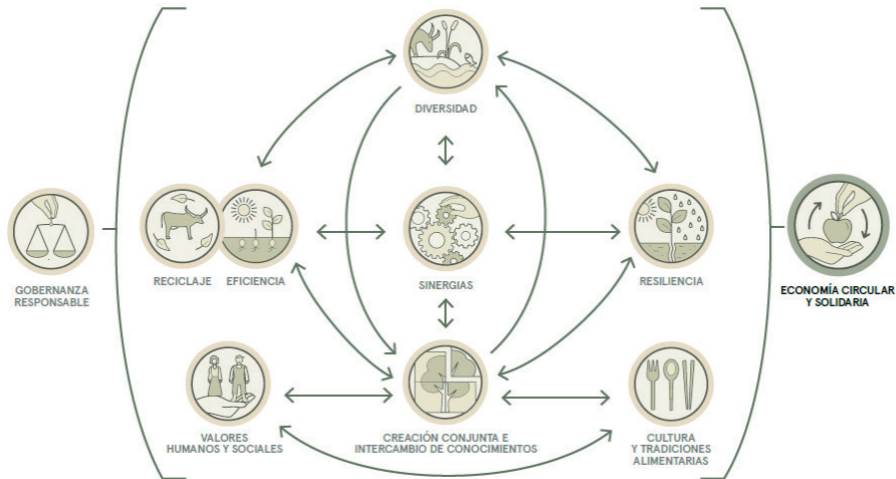 DIVERSIDAD
GOBERNANZA
RESPONSABLE
RECICLAJE
EFICIENCIA
SINERGIAS
RESILIENCIA
ECONOMÍA CIRCULAR
Y SOLIDARIA
VALORES
HUMANOS Y SOCIALES
CREACIÓN CONJUNTA E
INTERCAMBIO DE CONOCIMIENTOS
CULTURA
Y TRADICIONES
ALIMENTARIAS